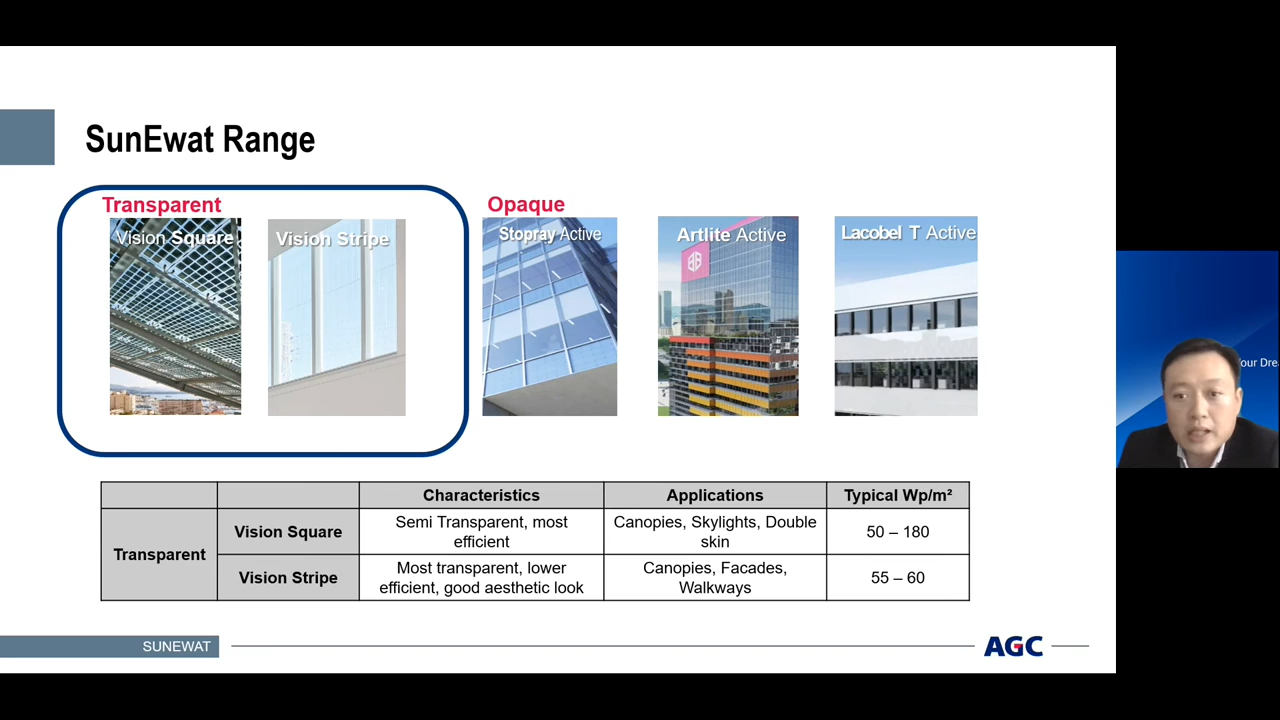 SunEwat Range
Transparent
Opaque
Vision Square
Vision Stripe
Stopray Active
Artlite Active
Lacobel T Active
Characteristics
Applications
Typical Wp/m²
Transparent
Vision Square
Semi Transparent, most
efficient
Canopies, Skylights, Double
skin
50 – 180
Vision Stripe
Most transparent, lower
efficient, good aesthetic look
Canopies, Facades,
Walkways
55 – 60
SUNEWAT
AGC